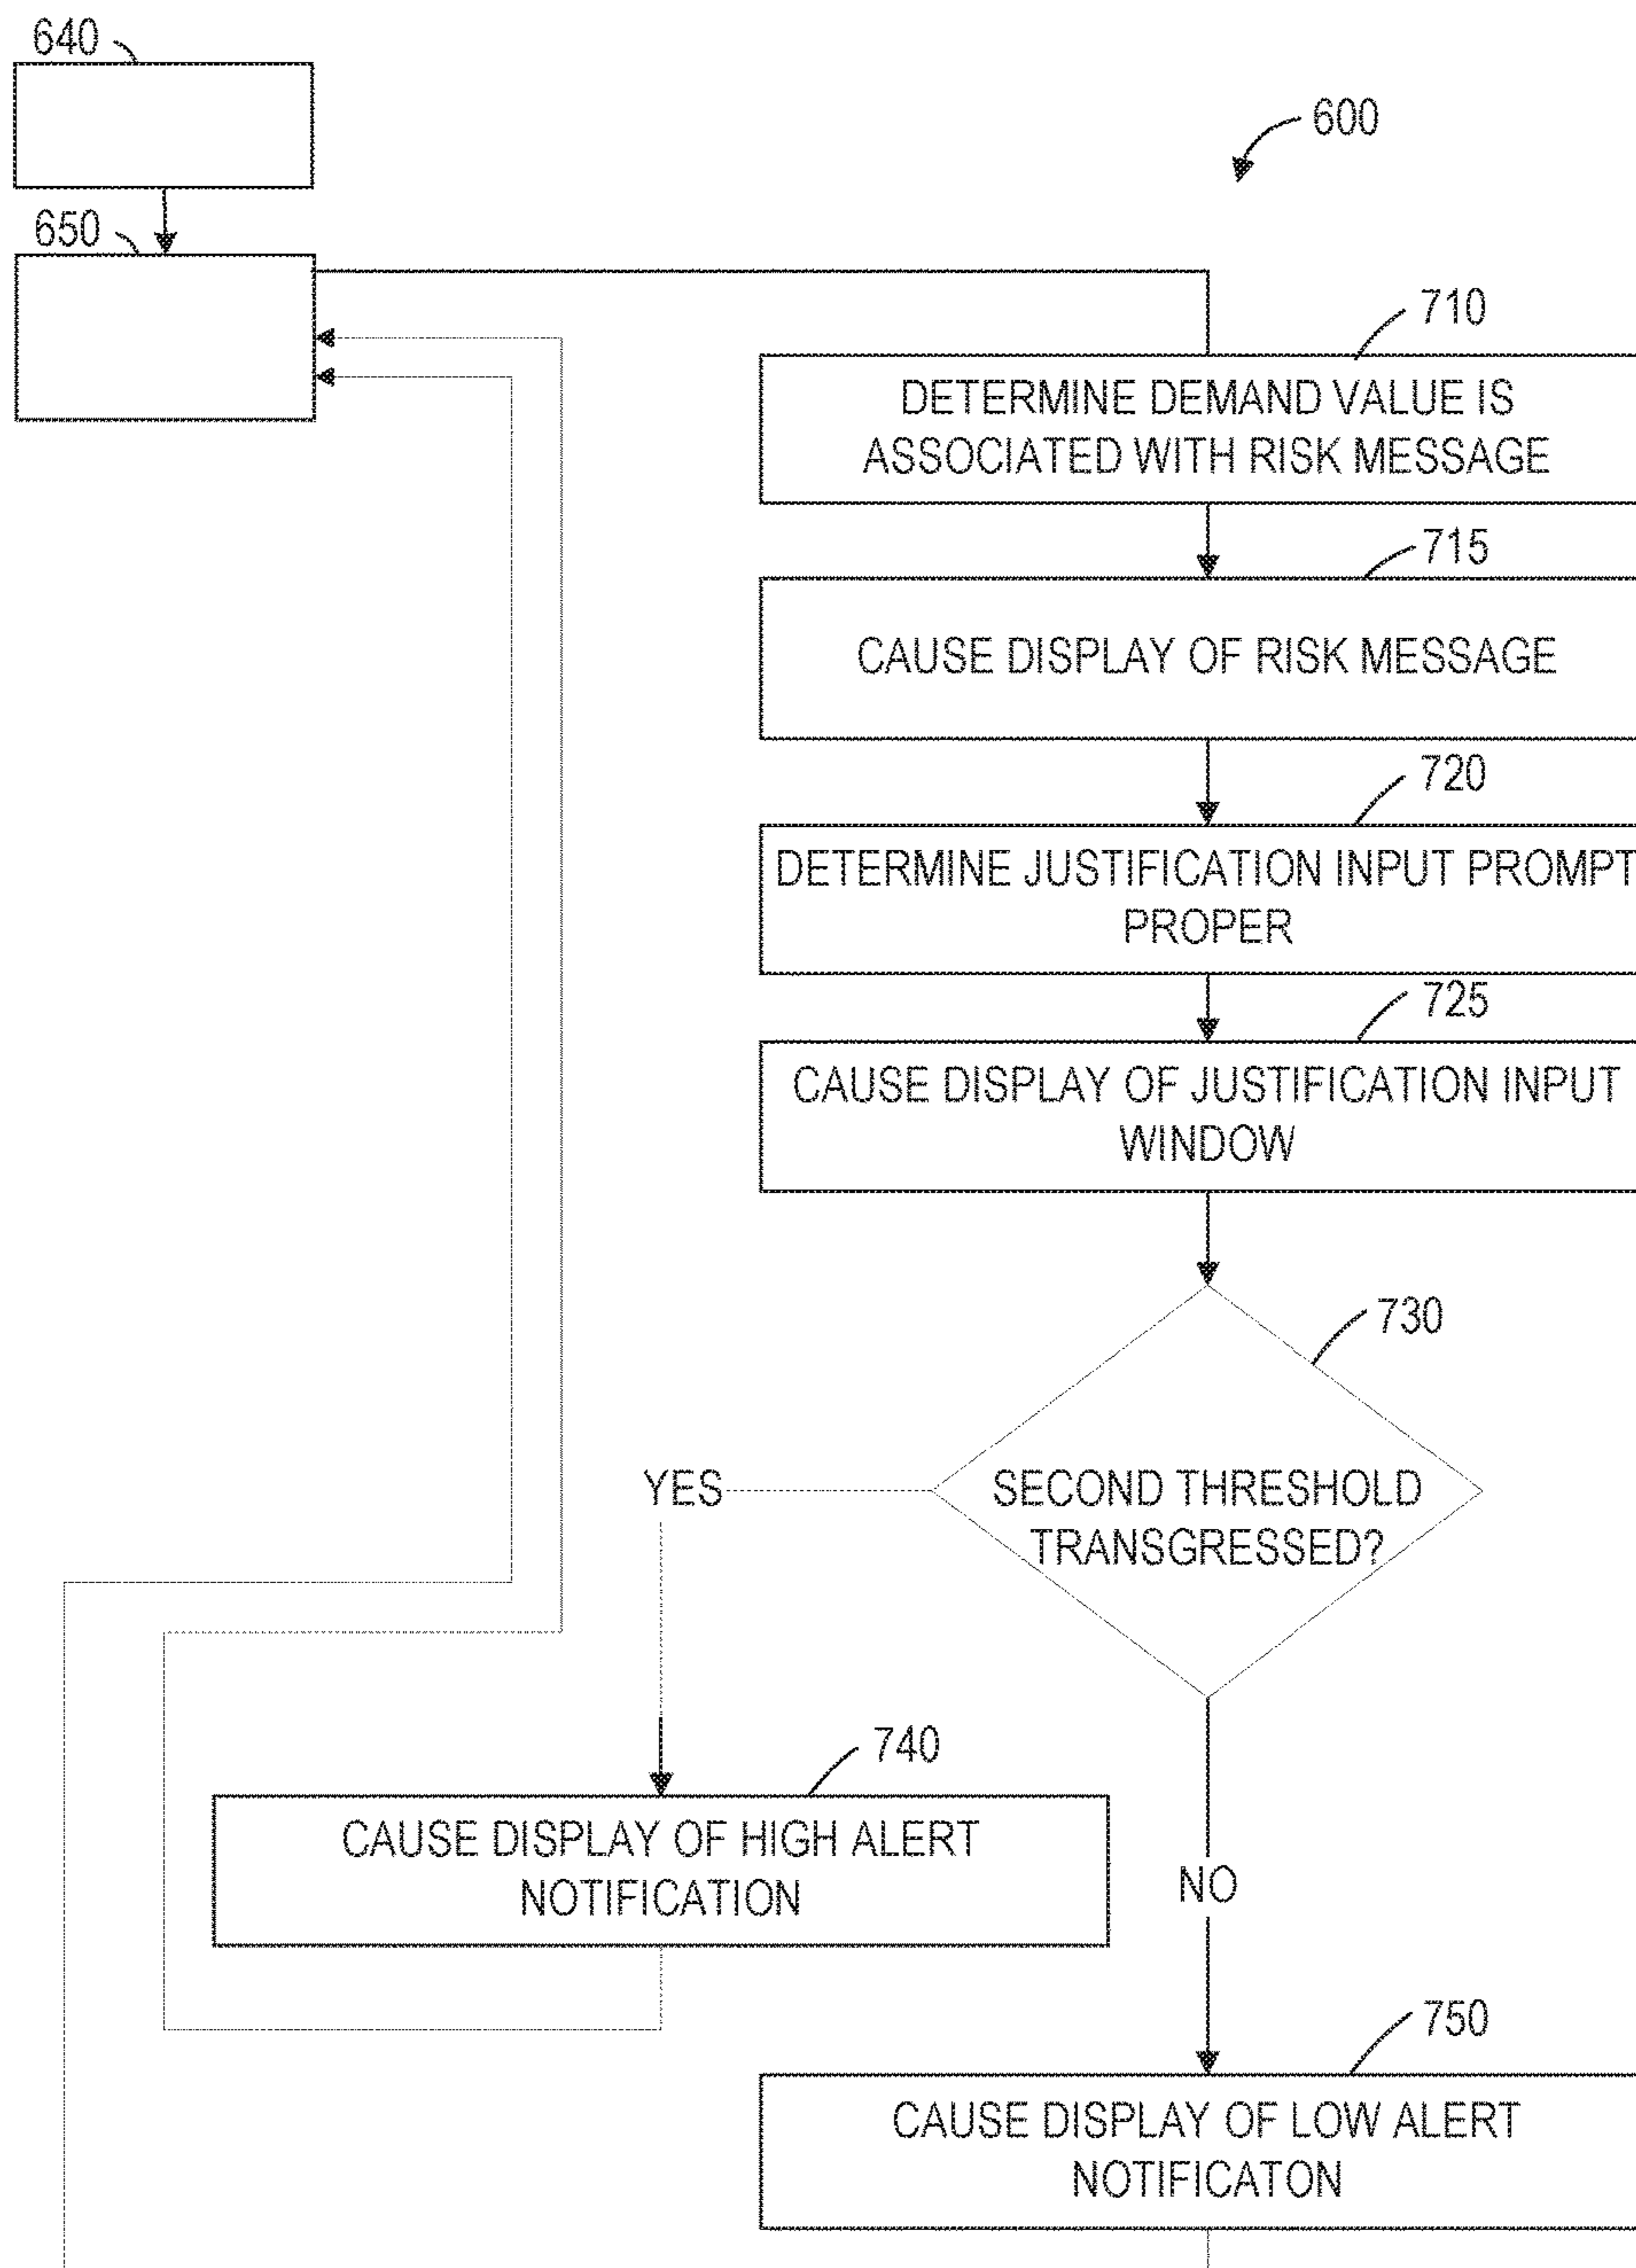 640
600
650
710
DETERMINE DEMAND VALUE IS
ASSOCIATED WITH RISK MESSAGE
715
CAUSE DISPLAY OF RISK MESSAGE
720
DETERMINE JUSTIFICATION INPUT PROMPT
PROPER
725
CAUSE DISPLAY OF JUSTIFICATION INPUT
WINDOW
730
YES
SECOND THRESHOLD
TRANSGRESSED?
740
CAUSE DISPLAY OF HIGH ALERT
NOTIFICATION
NO
750
CAUSE DISPLAY OF LOW ALERT
NOTIFICATON